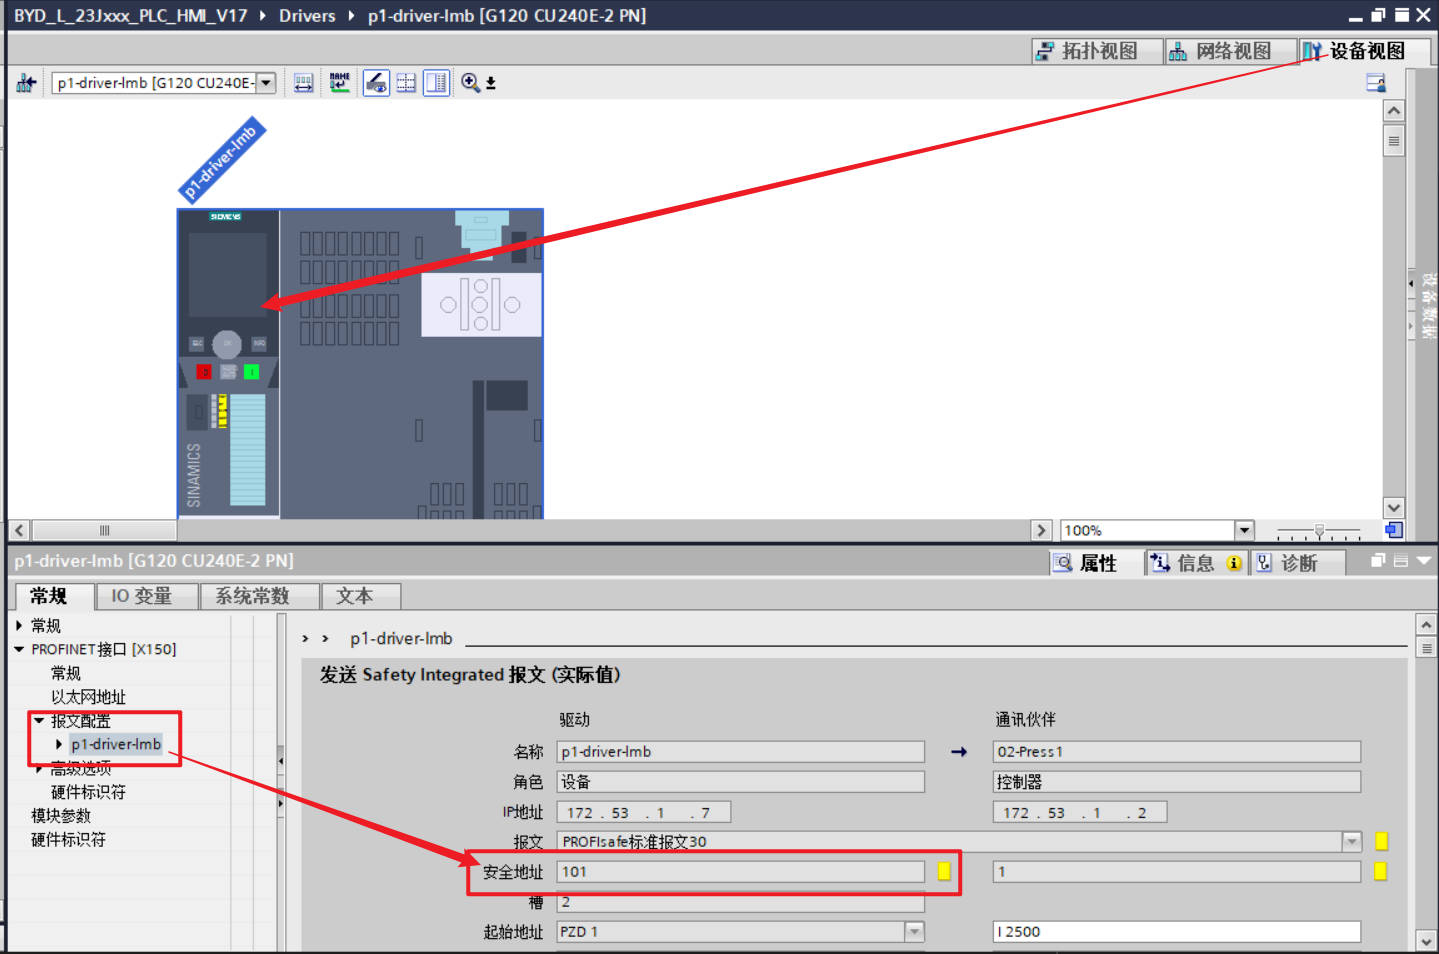 BYD_L_23Jxxx_PLC_HMI_V17 ▸ Drivers ▸ p1-driver-lmb [G120 CU240E-2 PN]
拓扑视图 网络视图 设备视图
p1-driver-lmb [G120 CU240E-
NAME
p1-driver-lmb
SIEMENS
ESC OK INFO
SINAMICS
设备数据
100%
p1-driver-lmb [G120 CU240E-2 PN]
属性 信息 诊断
常规 IO 变量 系统常数 文本
常规
PROFINET接口 [X150]
常规
以太网地址
报文配置
p1-driver-lmb
高级选项
硬件标识符
模块参数
硬件标识符
› › p1-driver-lmb
发送 Safety Integrated 报文 (实际值)
驱动 通讯伙伴
名称 p1-driver-lmb → 02-Press1
角色 设备 控制器
IP地址 172 . 53 . 1 . 7 172 . 53 . 1 . 2
报文 PROFIsafe标准报文30
安全地址 101 1
槽 2
起始地址 PZD 1 I 2500